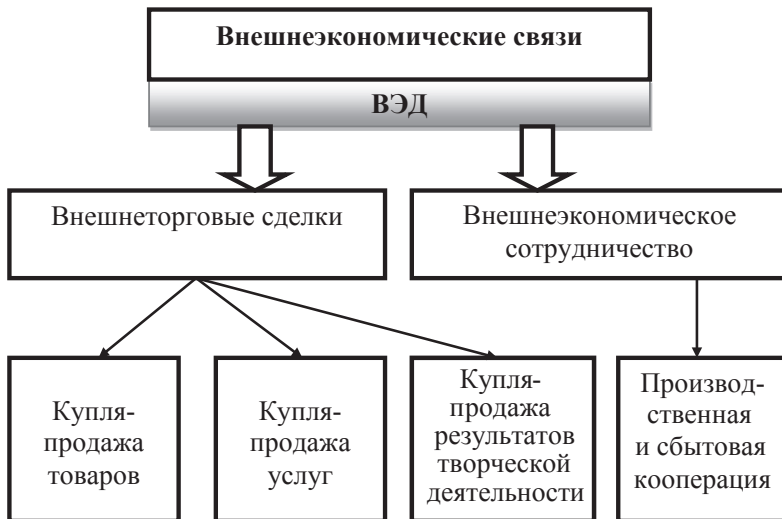 Внешнеэкономические связи
ВЭД
Внешнеторговые сделки
Внешнеэкономическое
сотрудничество
Купля-
продажа
товаров
Купля-
продажа
услуг
Купля-
продажа
результатов
творческой
деятельности
Производ-
ственная
и сбытовая
кооперация